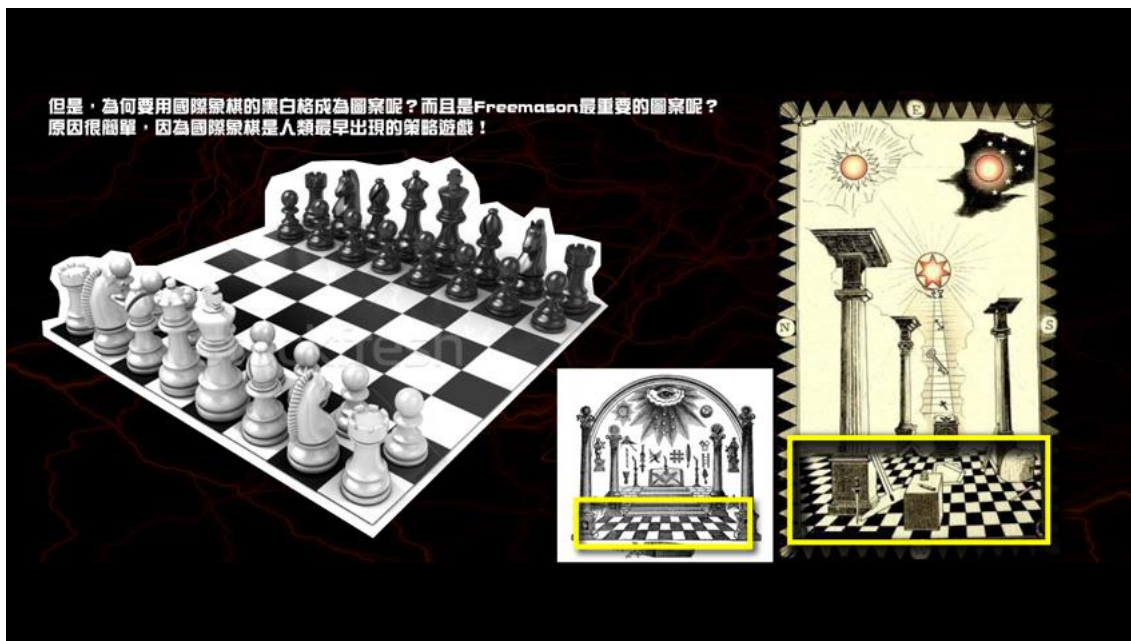 但是，為何要用國際象棋的黑白格成為圖案呢？而且是Freemason最重要的圖案呢？
原因很簡單，因為國際象棋是人類最早出現的策略遊戲！
E
N
S